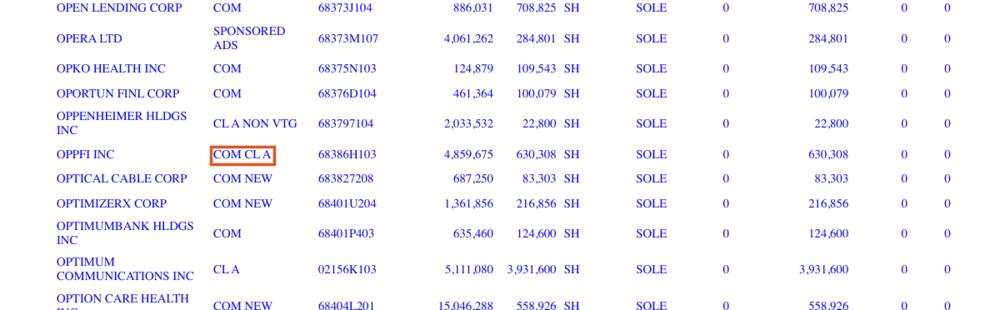 OPEN LENDING CORP COM 68373J104 886,031 708,825 SH SOLE 0 708,825 0 0
OPERA LTD SPONSORED ADS 68373M107 4,061,262 284,801 SH SOLE 0 284,801 0 0
OPKO HEALTH INC COM 68375N103 124,879 109,543 SH SOLE 0 109,543 0 0
OPORTUN FINL CORP COM 68376D104 461,364 100,079 SH SOLE 0 100,079 0 0
OPPENHEIMER HLDGS INC CL A NON VTG 683797104 2,033,532 22,800 SH SOLE 0 22,800 0 0
OPPFI INC COM CL A 68386H103 4,859,675 630,308 SH SOLE 0 630,308 0 0
OPTICAL CABLE CORP COM NEW 683827208 687,250 83,303 SH SOLE 0 83,303 0 0
OPTIMIZERX CORP COM NEW 68401U204 1,361,856 216,856 SH SOLE 0 216,856 0 0
OPTIMUMBANK HLDGS INC COM 68401P403 635,460 124,600 SH SOLE 0 124,600 0 0
OPTIMUM COMMUNICATIONS INC CL A 02156K103 5,111,080 3,931,600 SH SOLE 0 3,931,600 0 0
OPTION CARE HEALTH COM NEW 68404L201 15,046,288 558,926 SH SOLE 0 558,926 0 0